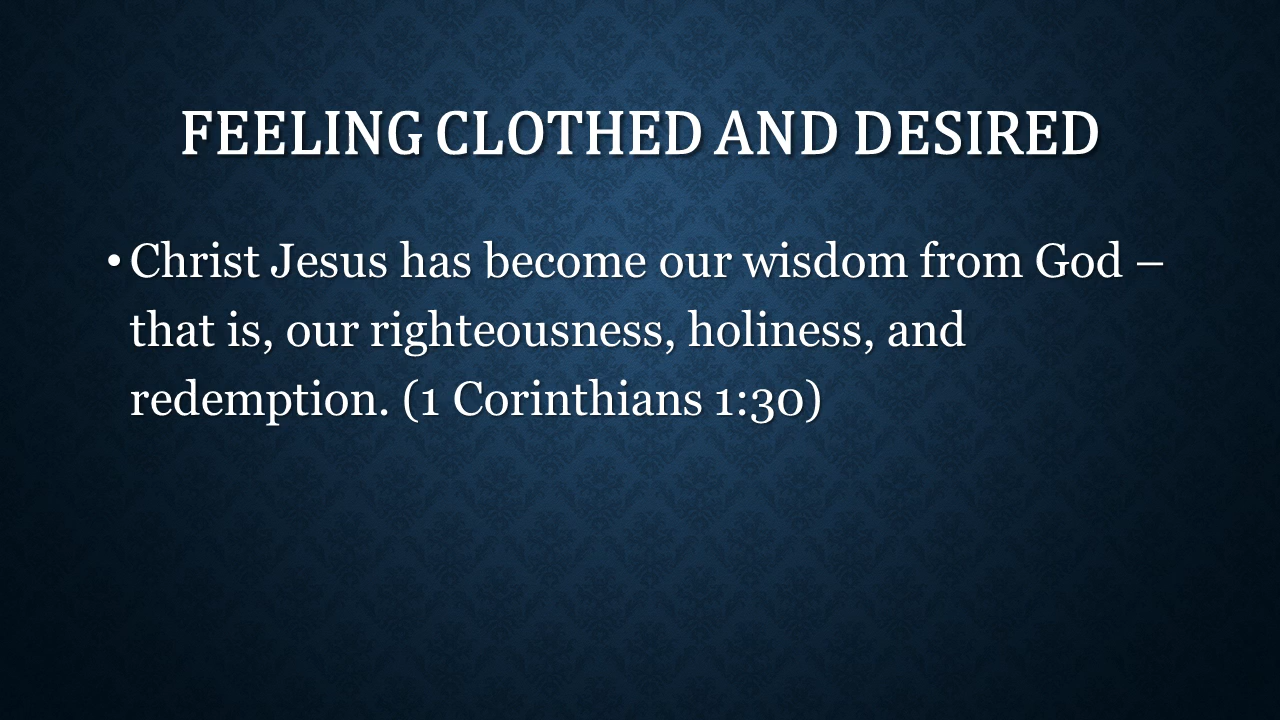 FEELING CLOTHED AND DESIRED
• Christ Jesus has become our wisdom from God –
that is, our righteousness, holiness, and
redemption. (1 Corinthians 1:30)